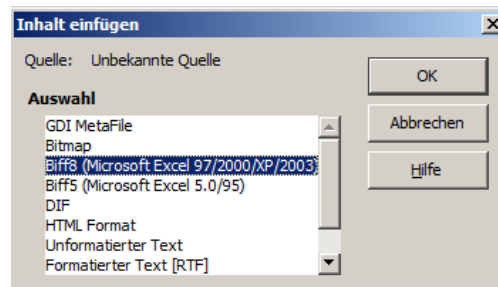 Inhalt einfügen
Quelle: Unbekannte Quelle
OK
Auswahl
GDI MetaFile
Abbrechen
Bitmap
Biff8 (Microsoft Excel 97/2000/XP/2003)
Biff5 (Microsoft Excel 5.0/95)
Hilfe
DIF
HTML Format
Unformatierter Text
Formatierter Text [RTF]